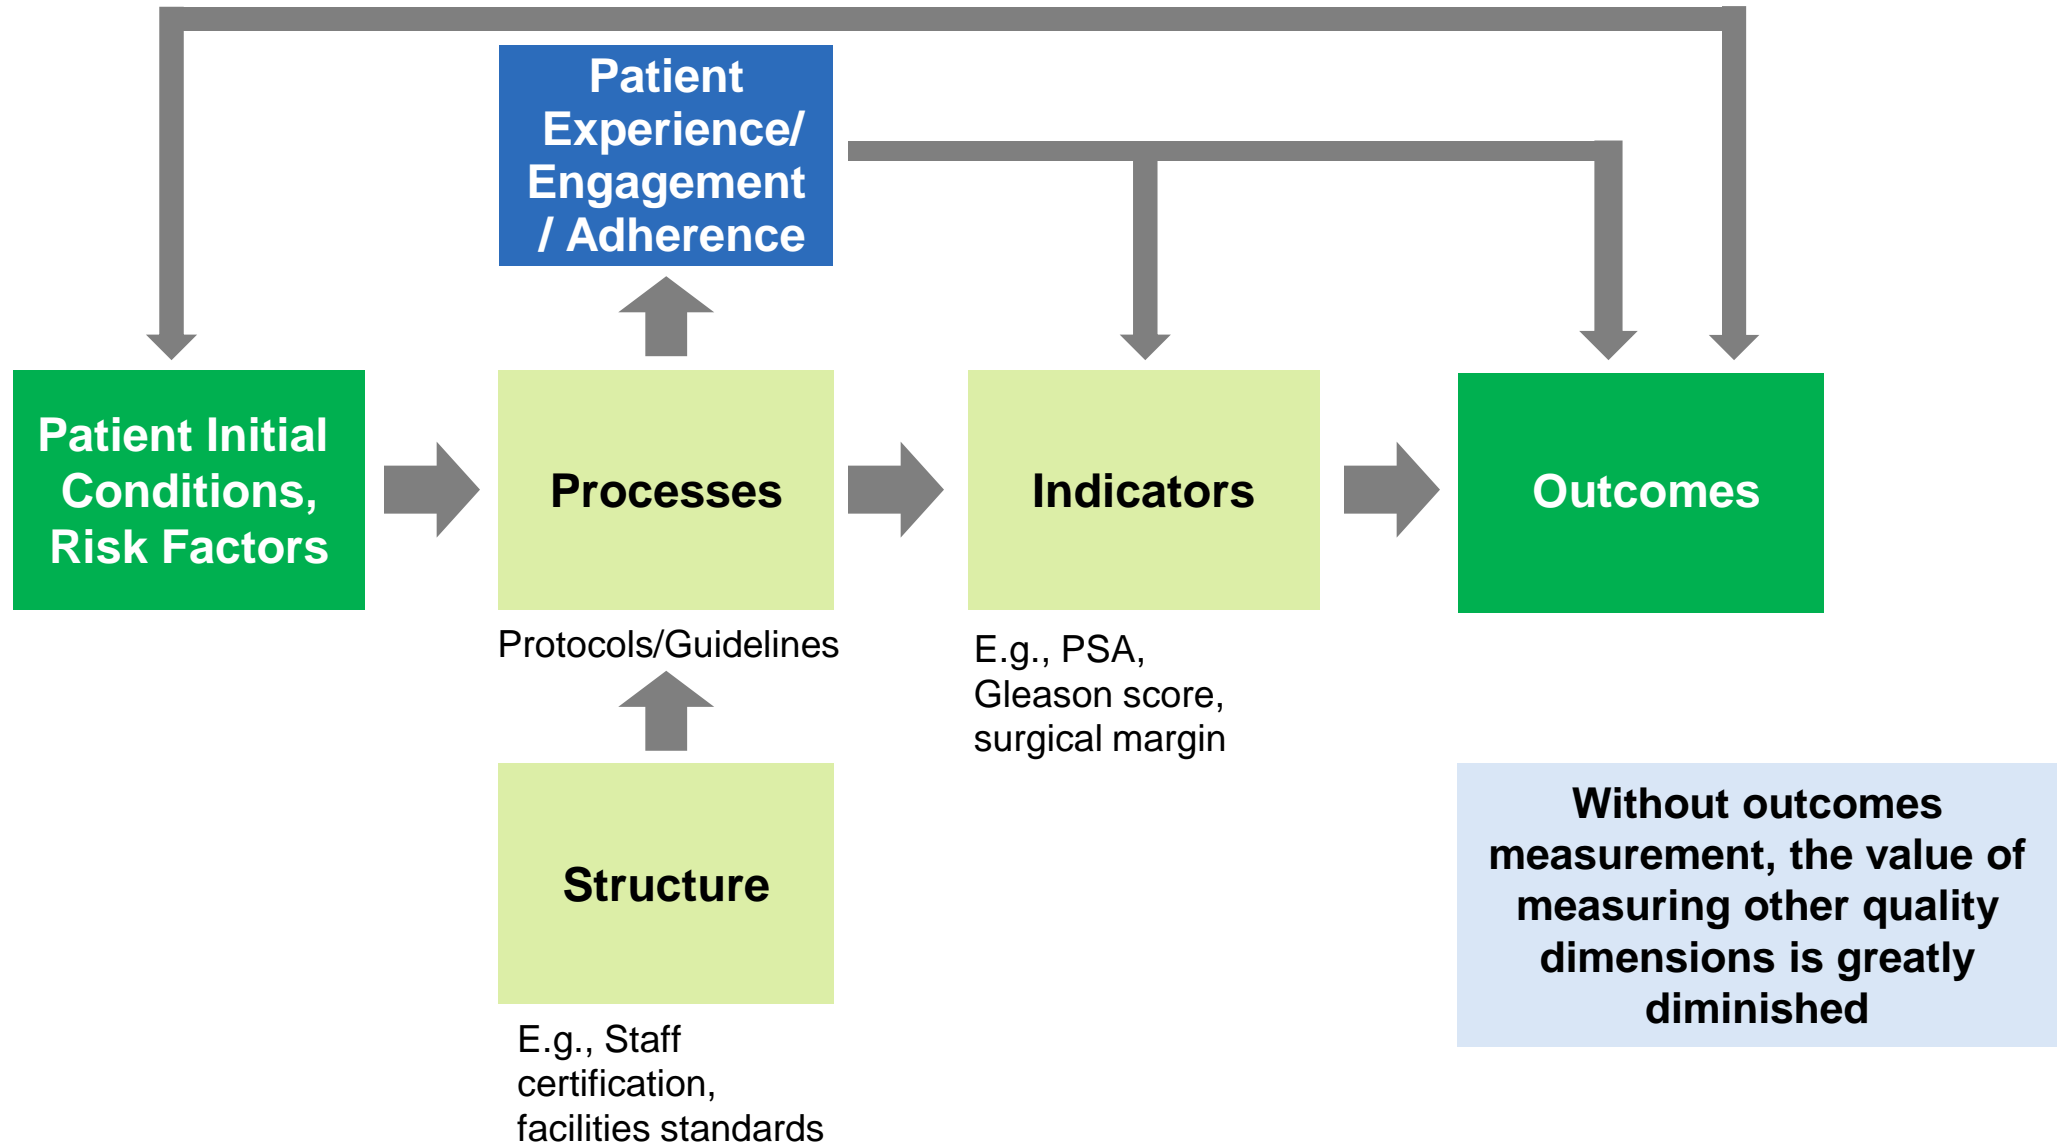 Patient
Experience/
Engagement
/ Adherence
Patient Initial
Conditions,
Risk Factors
Processes
Indicators
Outcomes
Protocols/Guidelines
E.g., PSA,
Gleason score,
surgical margin
Structure
Without outcomes
measurement, the value of
measuring other quality
dimensions is greatly
diminished
E.g., Staff
certification,
facilities standards